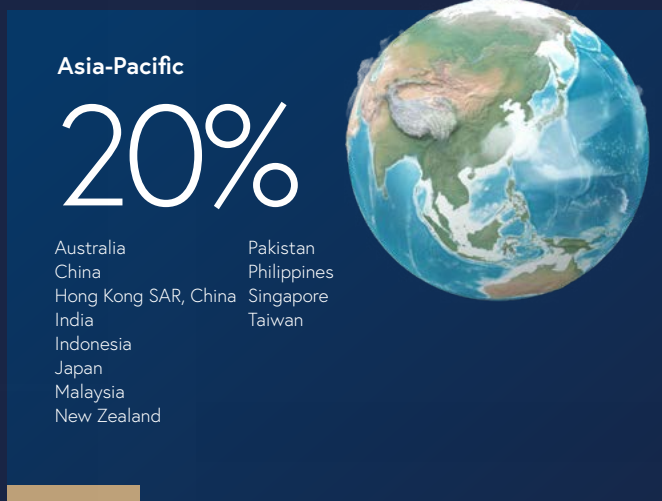 Asia-Pacific
20%
Australia
China
Hong Kong SAR, China
India
Indonesia
Japan
Malaysia
New Zealand
Pakistan
Philippines
Singapore
Taiwan